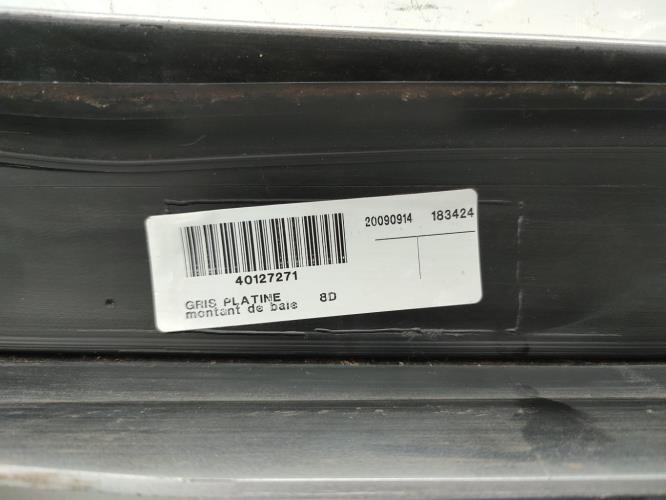 20090914 183424
40127271
GRIS PLATINE 8D
montant de baie